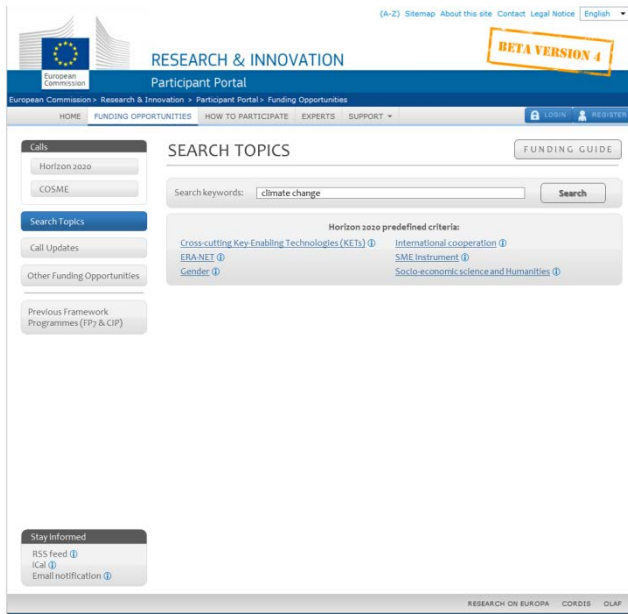 (A-Z) Sitemap About this site Contact Legal Notice English
RESEARCH & INNOVATION
BETA VERSION 4
European
Commission
Participant Portal
European Commission > Research & Innovation > Participant Portal > Funding Opportunities
HOME FUNDING OPPORTUNITIES HOW TO PARTICIPATE EXPERTS SUPPORT LOGIN REGISTER
Calls
Horizon 2020
COSME
Search Topics
Call Updates
Other Funding Opportunities
Previous Framework
Programmes (FP7 & CIP)
SEARCH TOPICS
FUNDING GUIDE
Search keywords: climate change Search
Horizon 2020 predefined criteria:
Cross-cutting Key-Enabling Technologies (KETs) International cooperation
ERA-NET SME Instrument
Gender Socio-economic science and Humanities
Stay informed
RSS feed
iCal
Email notification
RESEARCH ON EUROPA CORDIS OLAF